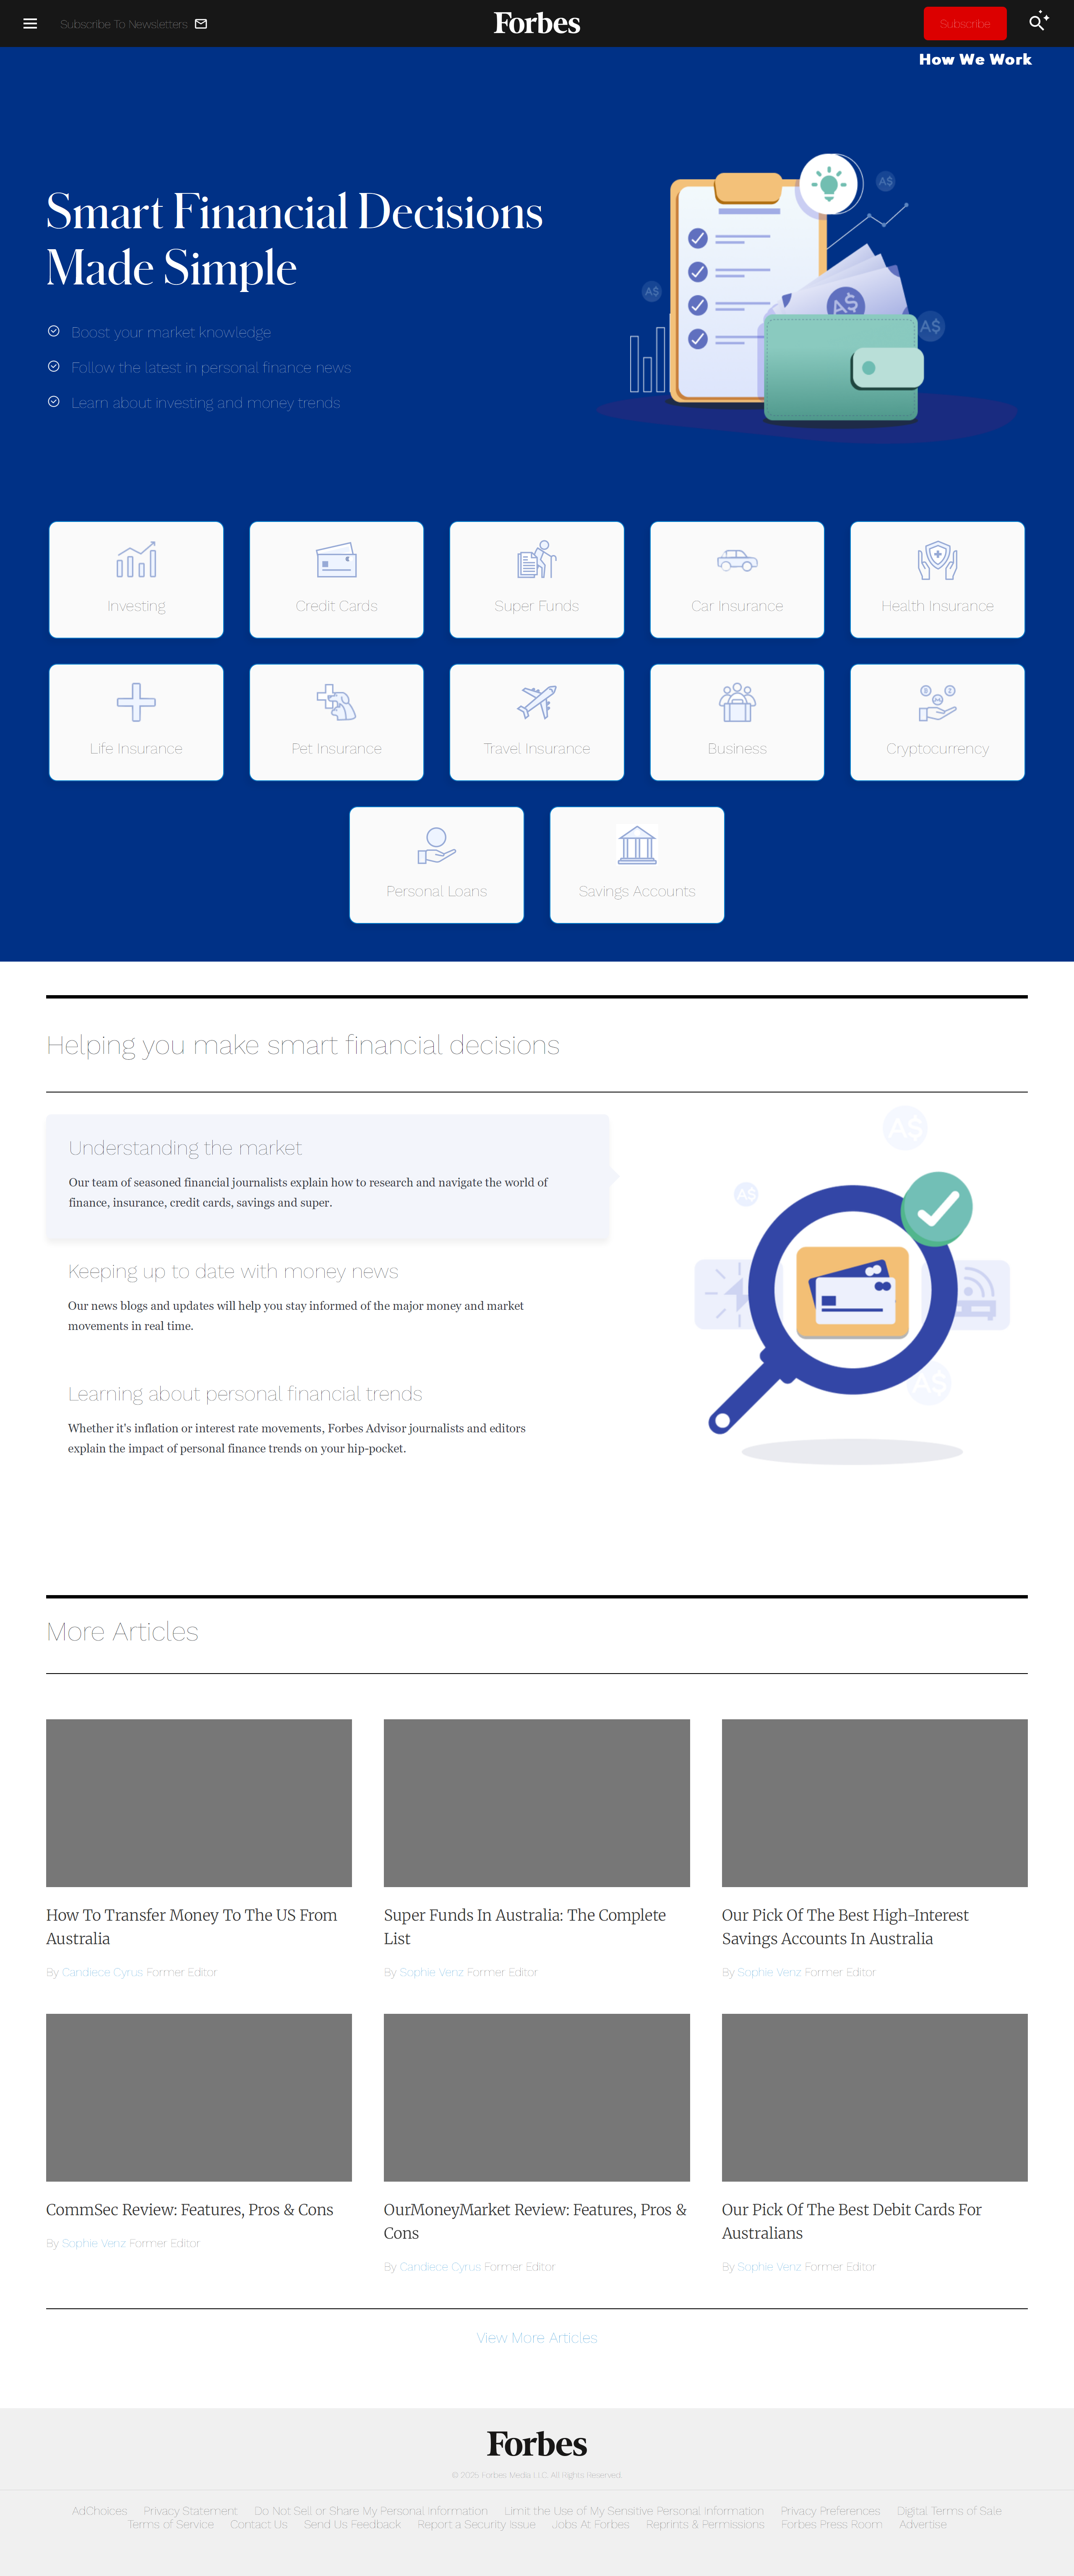 Subscribe To Newsletters
Forbes
Subscribe
How We Work
Smart Financial Decisions
Made Simple
Boost your market knowledge
Follow the latest in personal finance news
Learn about investing and money trends
A$
A$
A$
A$
Investing
Credit Cards
Super Funds
Car Insurance
Health Insurance
Life Insurance
Pet Insurance
Travel Insurance
Business
Cryptocurrency
Personal Loans
Savings Accounts
Helping you make smart financial decisions
Understanding the market
Our team of seasoned financial journalists explain how to research and navigate the world of
finance, insurance, credit cards, savings and super.
Keeping up to date with money news
Our news blogs and updates will help you stay informed of the major money and market
movements in real time.
Learning about personal financial trends
Whether it's inflation or interest rate movements, Forbes Advisor journalists and editors
explain the impact of personal finance trends on your hip-pocket.
A$
A$
A$
More Articles
How To Transfer Money To The US From
Australia
By Candiece Cyrus Former Editor
Super Funds In Australia: The Complete
List
By Sophie Venz Former Editor
Our Pick Of The Best High-Interest
Savings Accounts In Australia
By Sophie Venz Former Editor
CommSec Review: Features, Pros & Cons
By Sophie Venz Former Editor
OurMoneyMarket Review: Features, Pros &
Cons
By Candiece Cyrus Former Editor
Our Pick Of The Best Debit Cards For
Australians
By Sophie Venz Former Editor
View More Articles
Forbes
© 2025 Forbes Media LLC. All Rights Reserved.
AdChoices Privacy Statement Do Not Sell or Share My Personal Information Limit the Use of My Sensitive Personal Information Privacy Preferences Digital Terms of Sale
Terms of Service Contact Us Send Us Feedback Report a Security Issue Jobs At Forbes Reprints & Permissions Forbes Press Room Advertise